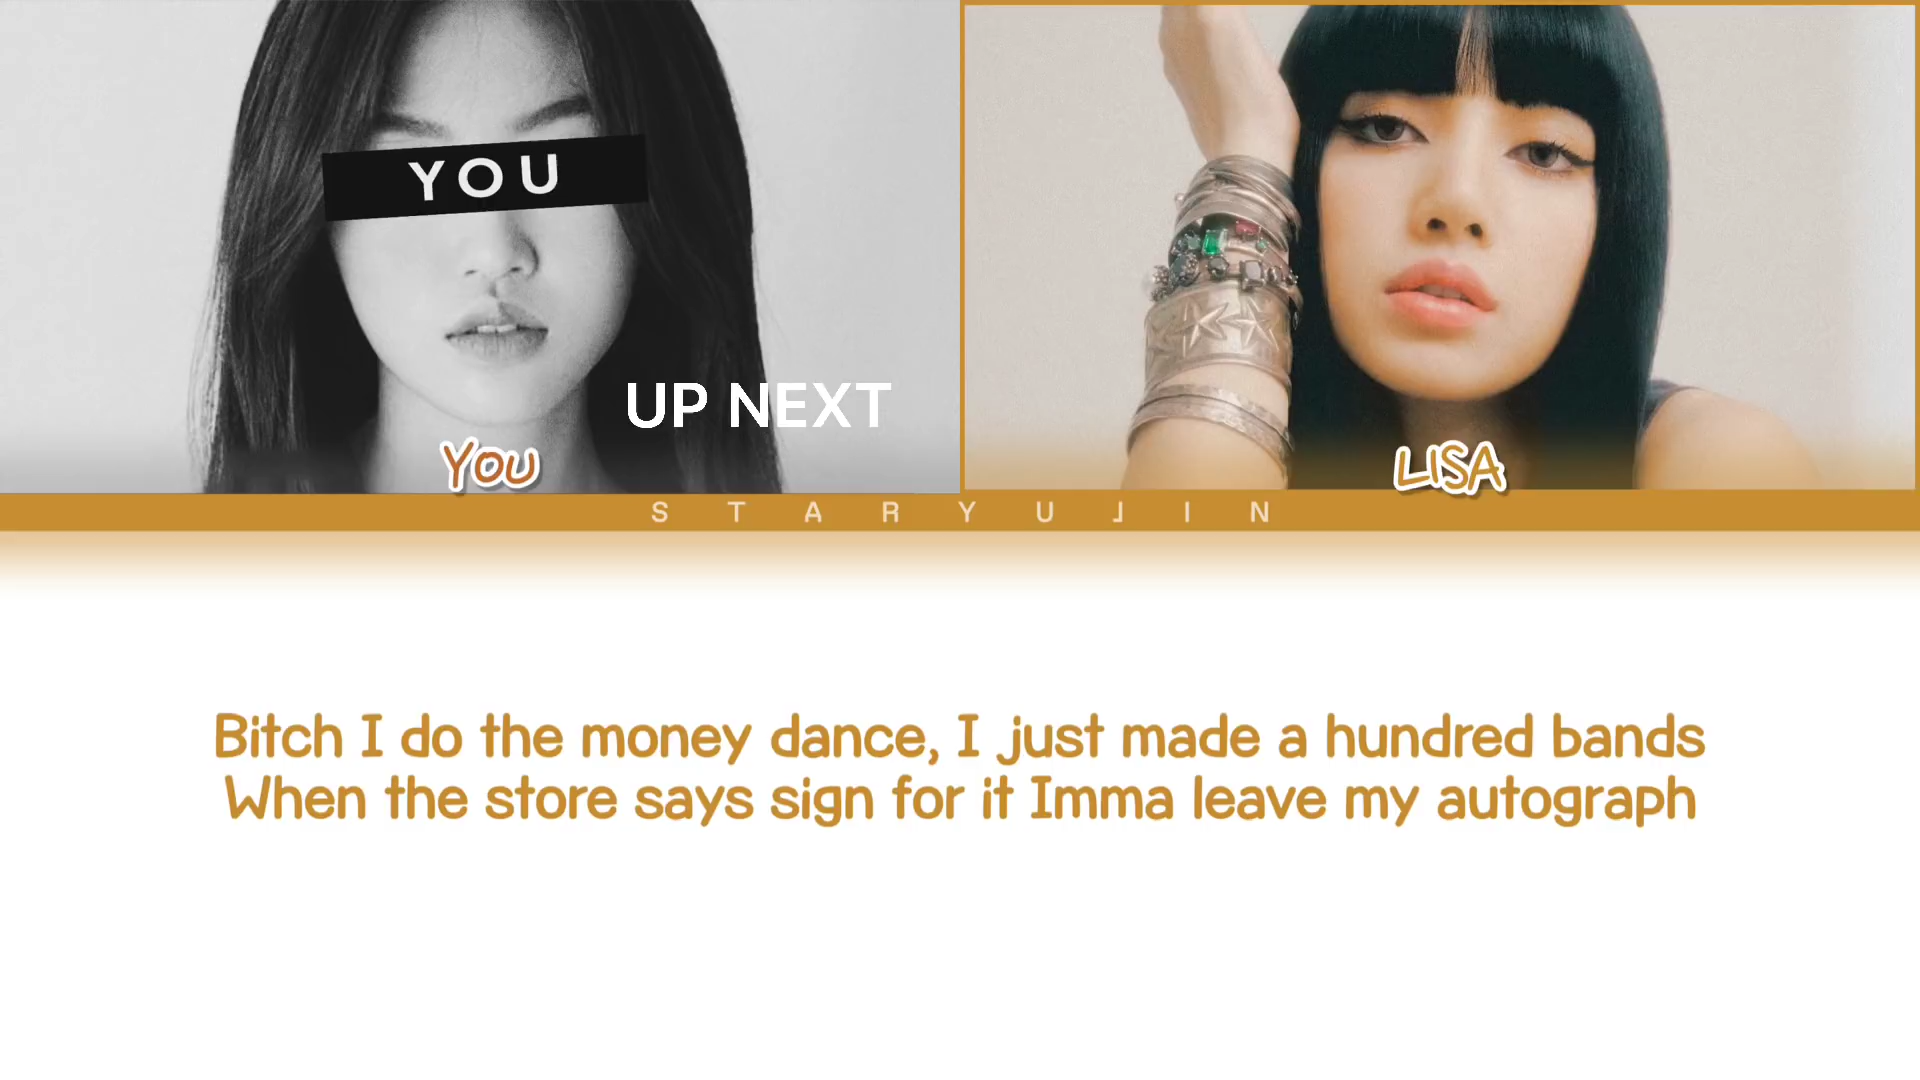 YOU
UP NEXT
You
LISA
STARYUJIN
Bitch I do the money dance, I just made a hundred bands
When the store says sign for it Imma leave my autograph